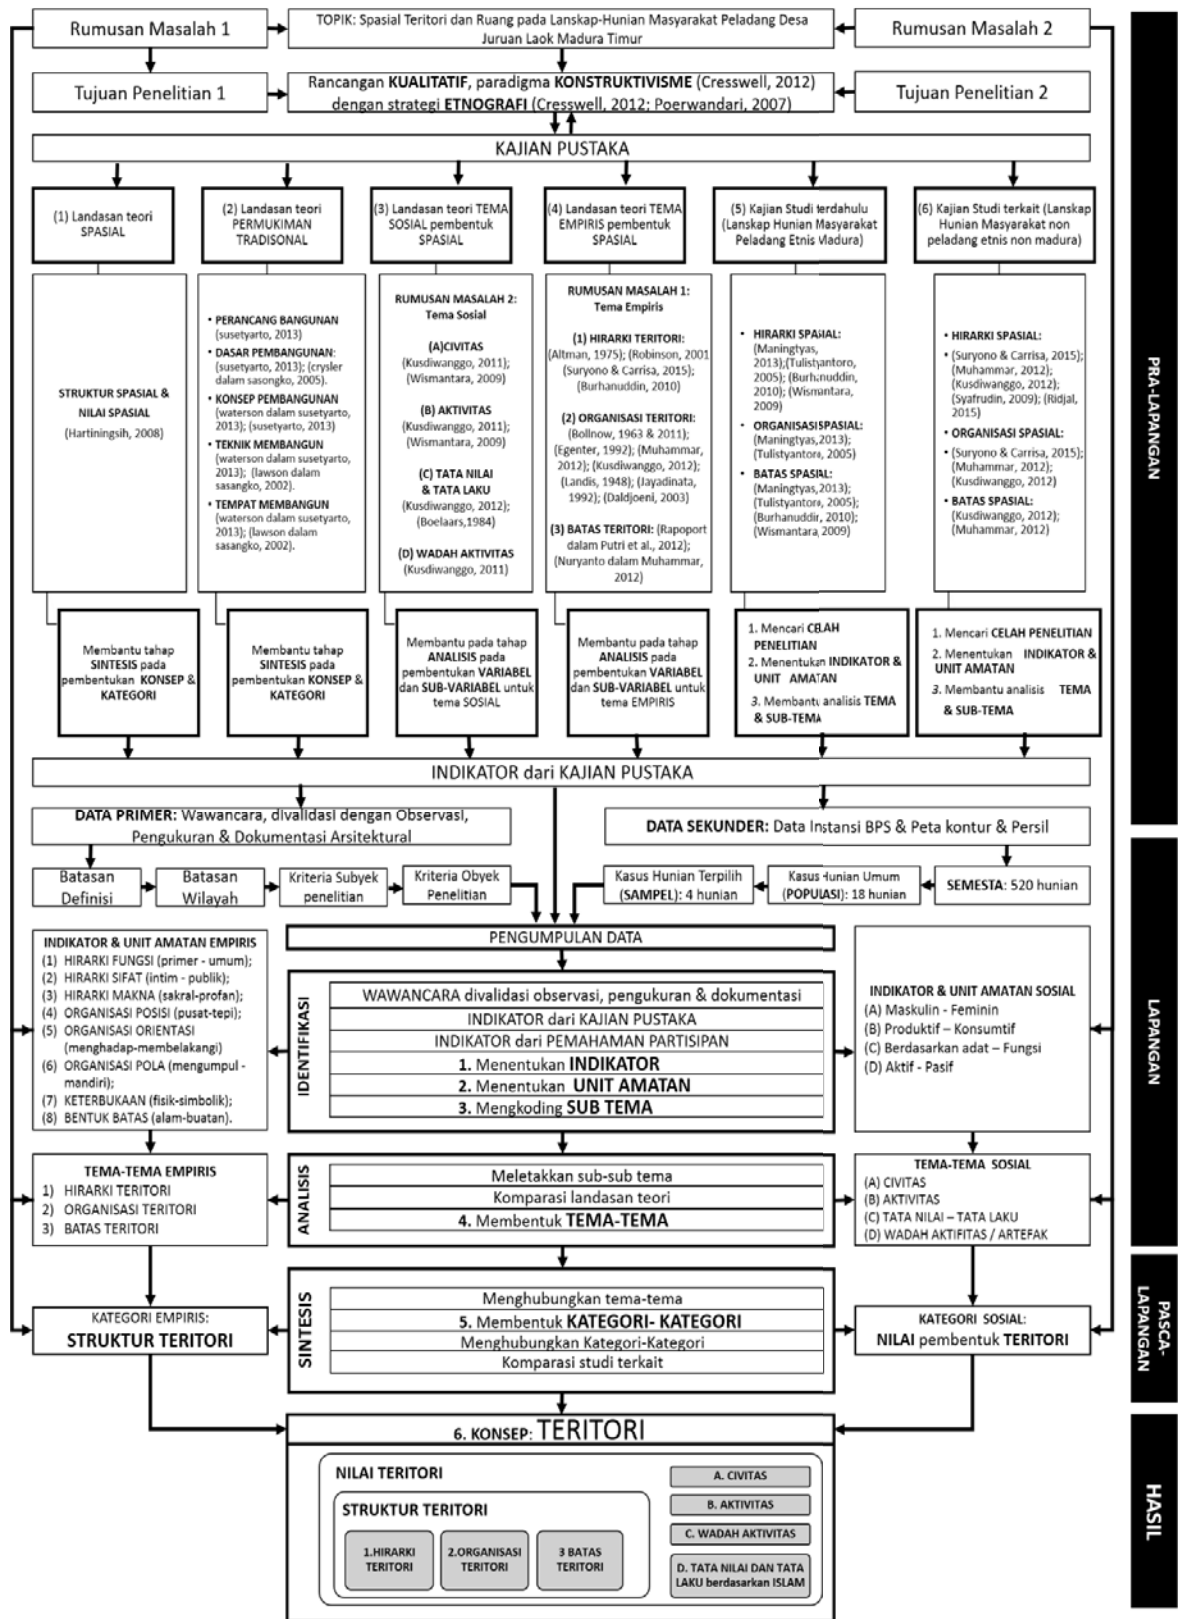 Rumusan Masalah 1
TOPIK: Spasial Teritori dan Ruang pada Lanskap-Hunian Masyarakat Peladang Desa
Juruan Laok Madura Timur
Rumusan Masalah 2
Tujuan Penelitian 1
Rancangan KUALITATIF, paradigma KONSTRUKTIVISME (Cresswell, 2012)
dengan strategi ETNOGRAFI (Cresswell, 2012; Poerwandari, 2007)
Tujuan Penelitian 2
KAJIAN PUSTAKA
(1) Landasan teori
SPASIAL
(2) Landasan teori
PERMUKIMAN
TRADISONAL
(3) Landasan teori TEMA
SOSIAL pembentuk
SPASIAL
(4) Landasan teori TEMA
EMPIRIS pembentuk
SPASIAL
(5) Kajian Studi terdahulu
(Lanskap Hunian Masyarakat
Peladang Etnis Madura)
(6) Kajian Studi terkait (Lanskap
Hunian Masyarakat non
peladang etnis non madura)
STRUKTUR SPASIAL &
NILAI SPASIAL
(Hartiningsih, 2008)
• PERANCANG BANGUNAN
(susetyarto, 2013)
• DASAR PEMBANGUNAN:
(susetyarto, 2013); (crysler
dalam sasongko, 2005).
• KONSEP PEMBANGUNAN
(waterson dalam susetyarto,
2013); (susetyarto, 2013)
• TEKNIK MEMBANGUN
(waterson dalam susetyarto,
2013); (lawson dalam
sasangko, 2002).
• TEMPAT MEMBANGUN
(waterson dalam susetyarto,
2013); (lawson dalam
sasangko, 2002).
RUMUSAN MASALAH 2:
Tema Sosial
(A)CIVITAS
(Kusdiwanggo, 2011);
(Wismantara, 2009)
(B) AKTIVITAS
(Kusdiwanggo, 2011);
(Wismantara, 2009)
(C) TATA NILAI
& TATA LAKU
(Kusdiwanggo, 2012);
(Boelaars,1984)
(D) WADAH AKTIVITAS
(Kusdiwanggo, 2011)
RUMUSAN MASALAH 1:
Tema Empiris
(1) HIRARKI TERITORI:
(Altman, 1975); (Robinson, 2001
(Suryono & Carrisa, 2015);
(Burhanuddin, 2010)
(2) ORGANISASI TERITORI:
(Bollnow, 1963 & 2011);
(Egenter, 1992); (Muhammar,
2012); (Kusdiwanggo, 2012);
(Landis, 1948); (Jayadinata,
1992); (Daldjoeni, 2003)
(3) BATAS TERITORI: (Rapoport
dalam Putri et al., 2012);
(Nuryanto dalam Muhammar,
2012)
• HIRARKI SPASIAL:
(Maningtyas,
2013);(Tulistyantoro,
2005); (Burhanuddin,
2010); (Wismantara,
2009)
• ORGANISASISPASIAL:
(Maningtyas,2013);
(Tulistyantoro, 2005)
• BATAS SPASIAL:
(Maningtyas,2013);
(Tulistyantoro, 2005);
(Burhanuddin, 2010);
(Wismantara, 2009)
• HIRARKI SPASIAL:
• (Suryono & Carrisa, 2015);
(Muhammar, 2012);
(Kusdiwanggo, 2012);
(Syafrudin, 2009); (Ridjal,
2015)
• ORGANISASI SPASIAL:
• (Suryono & Carrisa, 2015);
(Muhammar, 2012);
(Kusdiwanggo, 2012)
• BATAS SPASIAL:
(Kusdiwanggo, 2012);
(Muhammar, 2012)
PRA-LAPANGAN
Membantu tahap
SINTESIS pada
pembentukan KONSEP &
KATEGORI
Membantu tahap
SINTESIS pada
pembentukan KONSEP &
KATEGORI
Membantu pada tahap
ANALISIS pada
pembentukan VARIABEL
dan SUB-VARIABEL untuk
tema SOSIAL
Membantu pada tahap
ANALISIS pada
pembentukan VARIABEL
dan SUB-VARIABEL untuk
tema EMPIRIS
1. Mencari CELAH
PENELITIAN
2. Menentukan INDIKATOR &
UNIT AMATAN
3. Membantu analisis TEMA
& SUB-TEMA
1. Mencari CELAH PENELITIAN
2. Menentukan INDIKATOR &
UNIT AMATAN
3. Membantu analisis TEMA
& SUB-TEMA
INDIKATOR dari KAJIAN PUSTAKA
DATA PRIMER: Wawancara, divalidasi dengan Observasi,
Pengukuran & Dokumentasi Arsitektural
DATA SEKUNDER: Data Instansi BPS & Peta kontur & Persil
Batasan
Definisi
Batasan
Wilayah
Kriteria Subyek
penelitian
Kriteria Obyek
Penelitian
Kasus Hunian Terpilih
(SAMPEL): 4 hunian
Kasus Hunian Umum
(POPULASI): 18 hunian
SEMESTA: 520 hunian
PENGUMPULAN DATA
INDIKATOR & UNIT AMATAN EMPIRIS
(1) HIRARKI FUNGSI (primer - umum);
(2) HIRARKI SIFAT (intim - publik);
(3) HIRARKI MAKNA (sakral-profan);
(4) ORGANISASI POSISI (pusat-tepi);
(5) ORGANISASI ORIENTASI
(menghadap-membelakangi)
(6) ORGANISASI POLA (mengumpul -
mandiri);
(7) KETERBUKAAN (fisik-simbolik);
(8) BENTUK BATAS (alam-buatan).
IDENTIFIKASI
WAWANCARA divalidasi observasi, pengukuran & dokumentasi
INDIKATOR dari KAJIAN PUSTAKA
INDIKATOR dari PEMAHAMAN PARTISIPAN
1. Menentukan INDIKATOR
2. Menentukan UNIT AMATAN
3. Mengkoding SUB TEMA
INDIKATOR & UNIT AMATAN SOSIAL
(A) Maskulin - Feminin
(B) Produktif – Konsumtif
(C) Berdasarkan adat – Fungsi
(D) Aktif - Pasif
LAPANGAN
TEMA-TEMA EMPIRIS
1) HIRARKI TERITORI
2) ORGANISASI TERITORI
3) BATAS TERITORI
ANALISIS
Meletakkan sub-sub tema
Komparasi landasan teori
4. Membentuk TEMA-TEMA
TEMA-TEMA SOSIAL
(A) CIVITAS
(B) AKTIVITAS
(C) TATA NILAI – TATA LAKU
(D) WADAH AKTIFITAS / ARTEFAK
KATEGORI EMPIRIS:
STRUKTUR TERITORI
SINTESIS
Menghubungkan tema-tema
5. Membentuk KATEGORI- KATEGORI
Menghubungkan Kategori-Kategori
Komparasi studi terkait
KATEGORI SOSIAL:
NILAI pembentuk TERITORI
PASCA-
LAPANGAN
6. KONSEP: TERITORI
NILAI TERITORI
STRUKTUR TERITORI
1.HIRARKI
TERITORI
2.ORGANISASI
TERITORI
3 BATAS
TERITORI
A. CIVITAS
B. AKTIVITAS
C. WADAH AKTIVITAS
D. TATA NILAI DAN TATA
LAKU berdasarkan ISLAM
HASIL